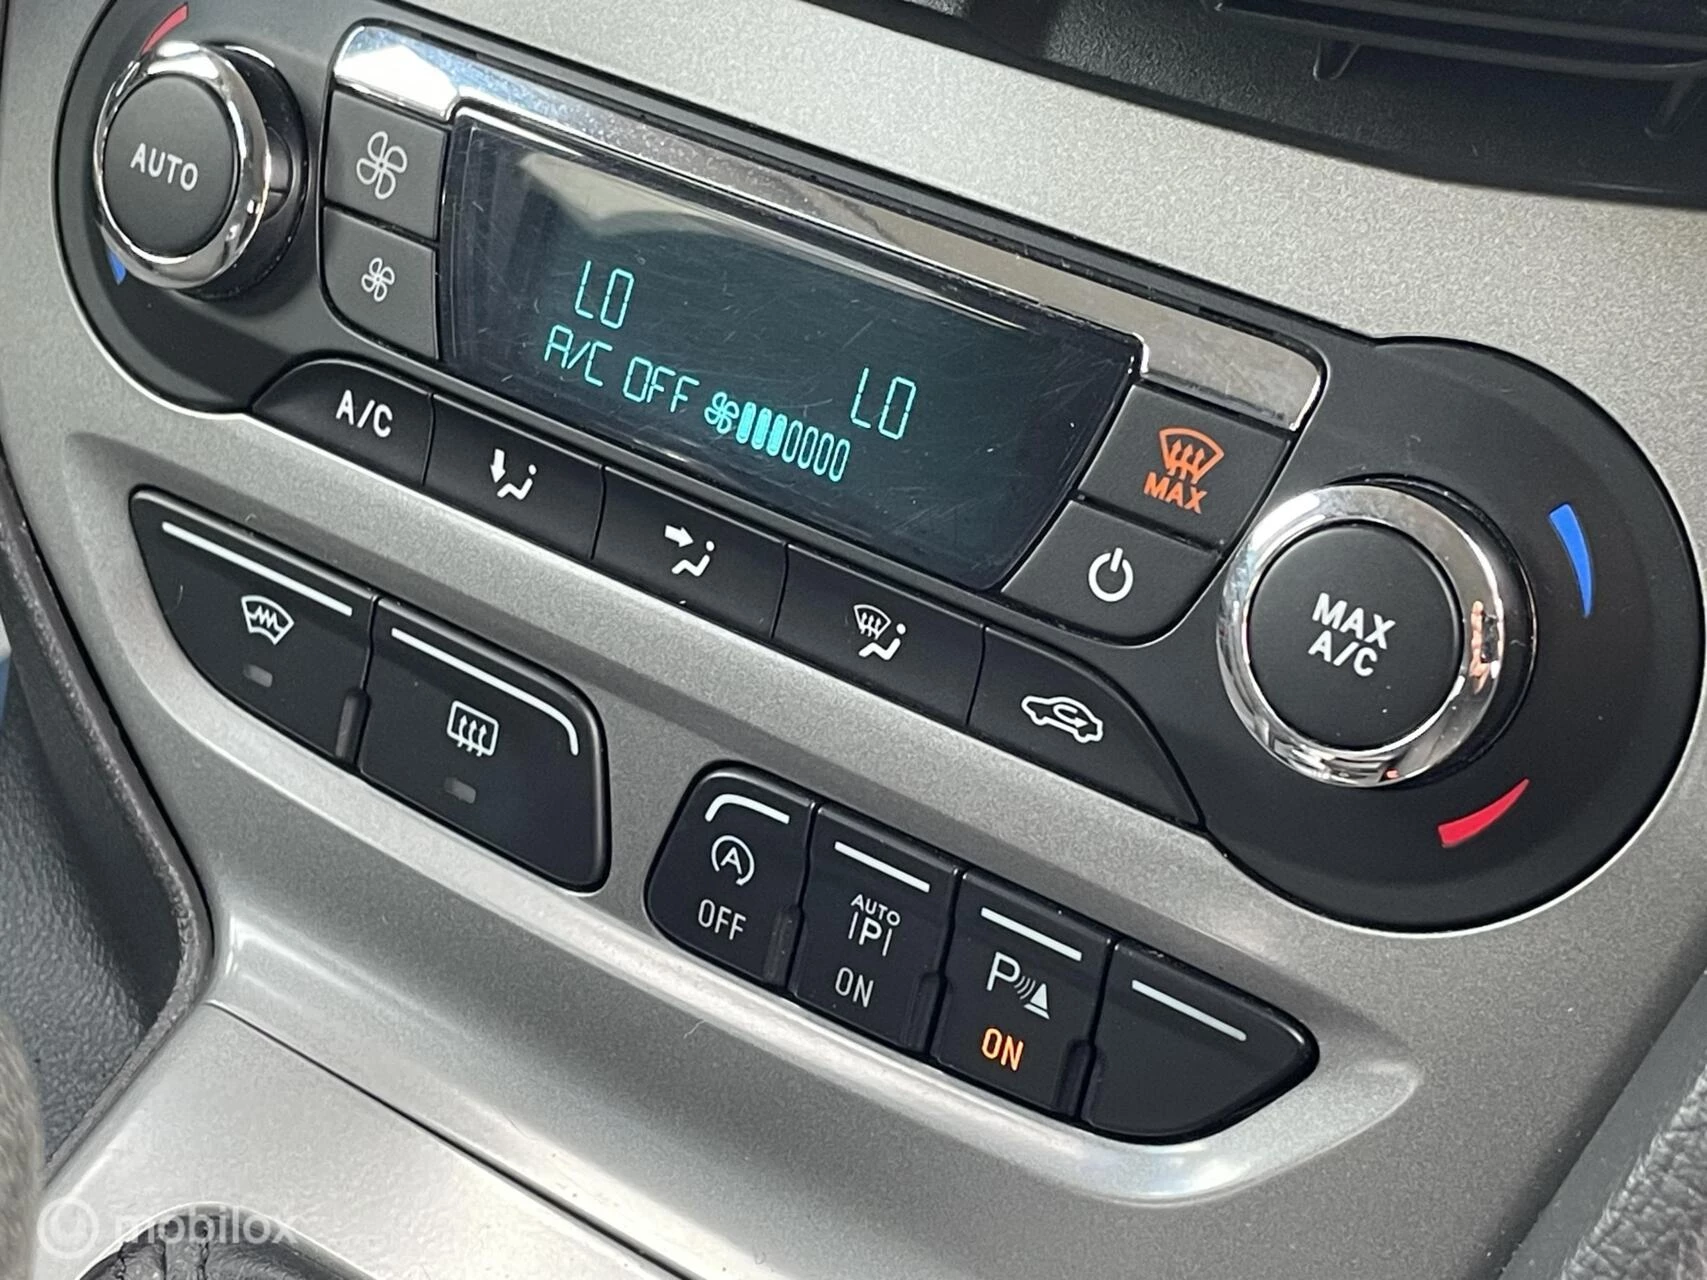 AUTO
LO
A/C OFF
LO
MAX
A/C
MAX
A/C
OFF
AUTO
P
ON
P
ON
A
mobilox